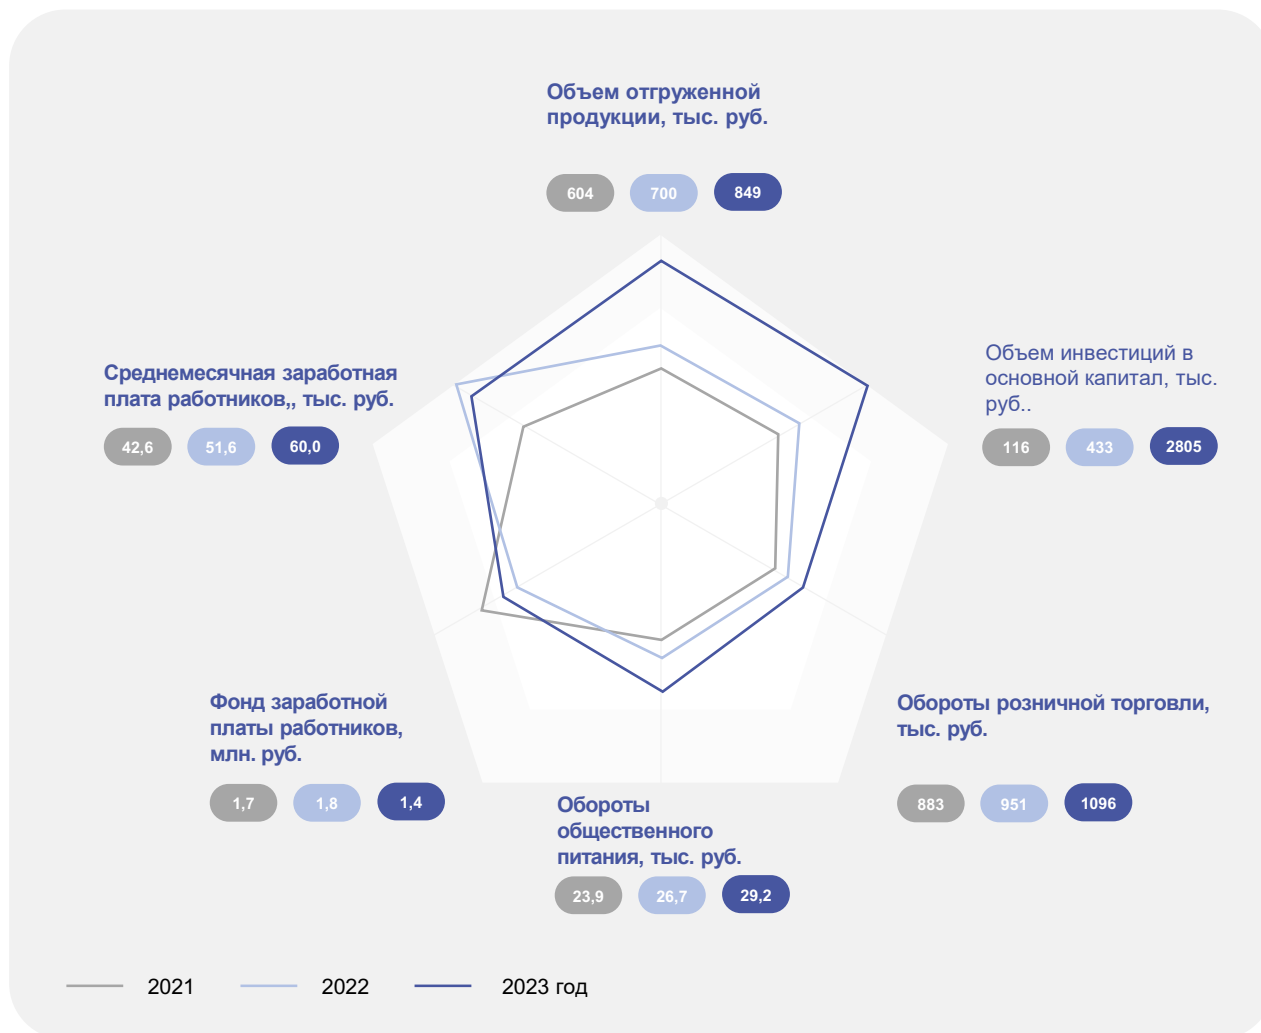 Объем отгруженной
продукции, тыс. руб.
604 700 849
Объем инвестиций в
основной капитал, тыс.
руб..
116 433 2805
Среднемесячная заработная
плата работников,, тыс. руб.
42,6 51,6 60,0
Фонд заработной
платы работников,
млн. руб.
1,7 1,8 1,4
Обороты розничной торговли,
тыс. руб.
883 951 1096
Обороты
общественного
питания, тыс. руб.
23,9 26,7 29,2
2021 2022 2023 год